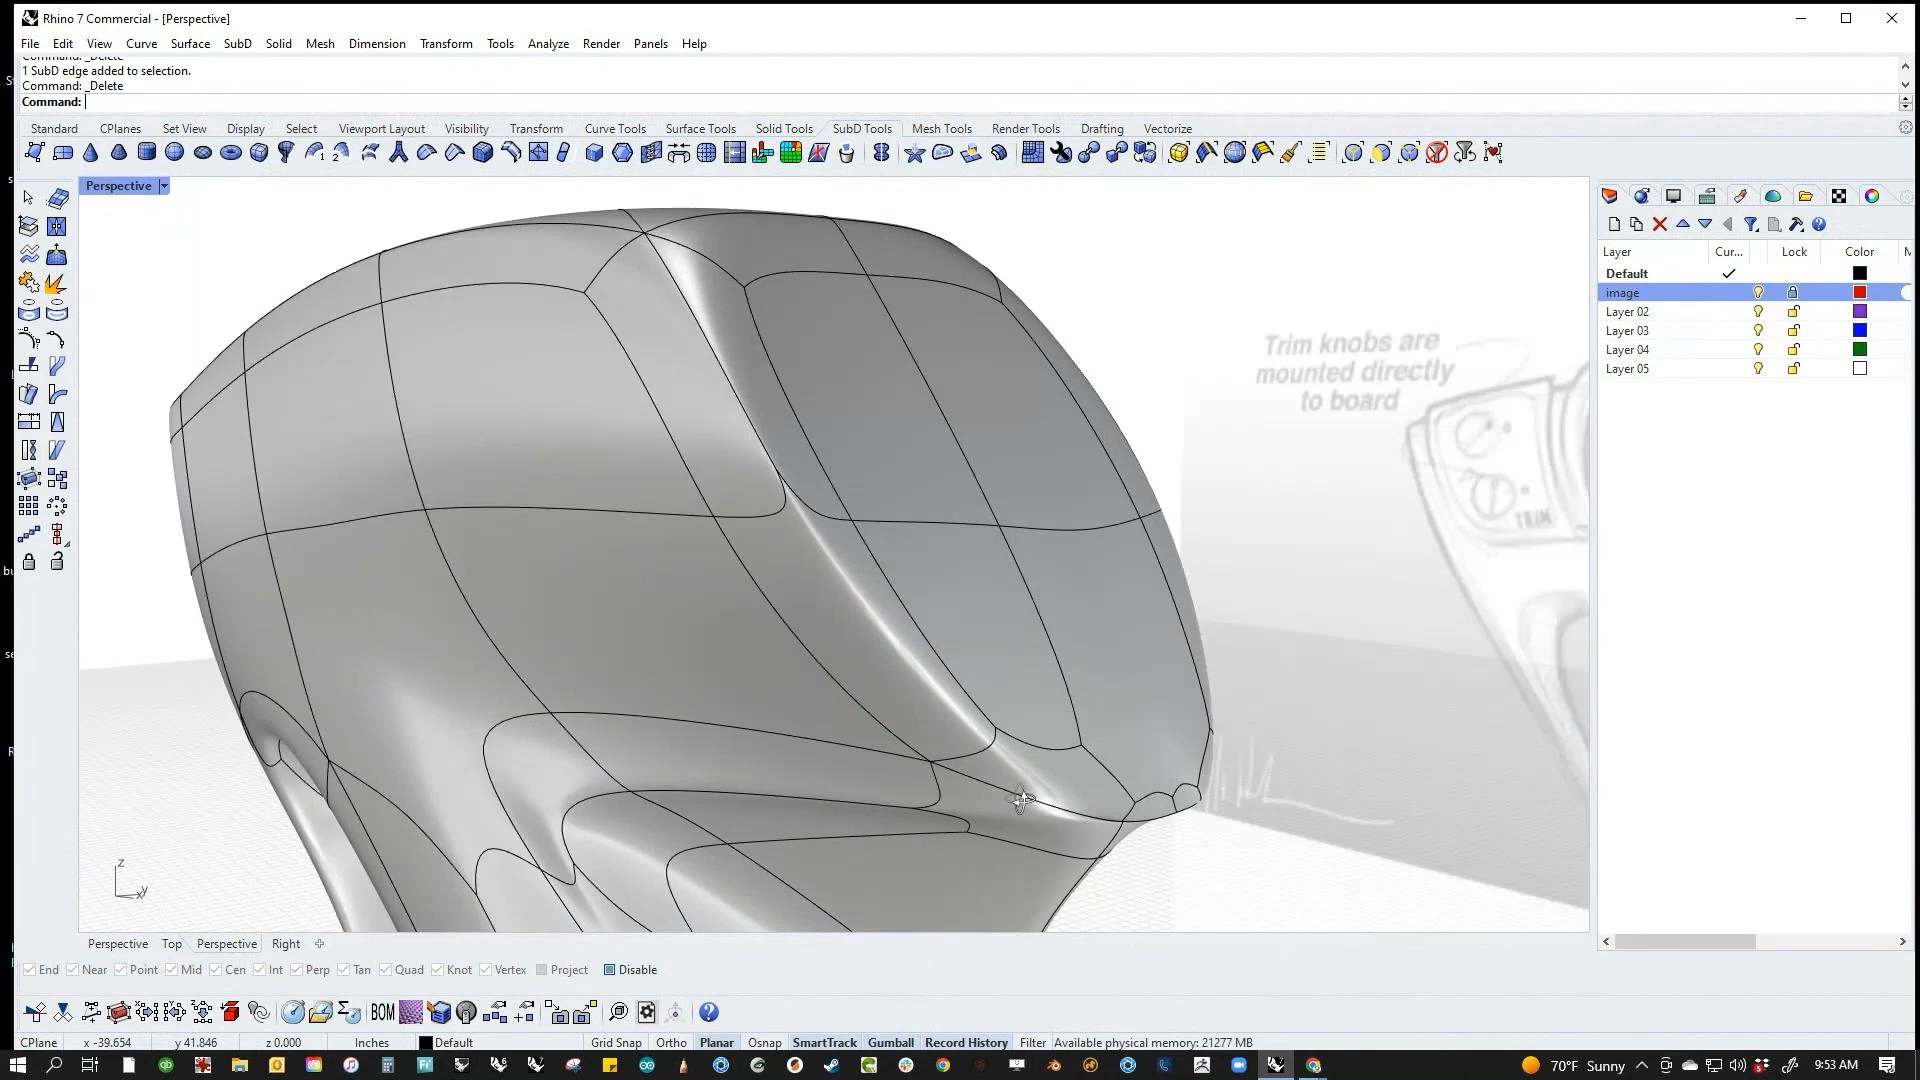 Rhino 7 Commercial - [Perspective]
File Edit View Curve Surface SubD Solid Mesh Dimension Transform Tools Analyze Render Panels Help
Command: _Delete
1 SubD edge added to selection.
Command: _Delete
Command:
Standard CPlanes Set View Display Select Viewport Layout Visibility Transform Curve Tools Surface Tools Solid Tools SubD Tools Mesh Tools Render Tools Drafting Vectorize
Perspective
Layer Cur... Lock Color
Default
image
Layer 02
Layer 03
Layer 04
Layer 05
Trim knobs are
mounted directly
to board
TRIM
z
y
Perspective Top Perspective Right
End Near Point Mid Cen Int Perp Tan Quad Knot Vertex Project Disable
BOM
CPlane x -39.654 y 41.846 z 0.000 Inches Default Grid Snap Ortho Planar Osnap SmartTrack Gumball Record History Filter Available physical memory: 21277 MB
70°F Sunny 9:53 AM